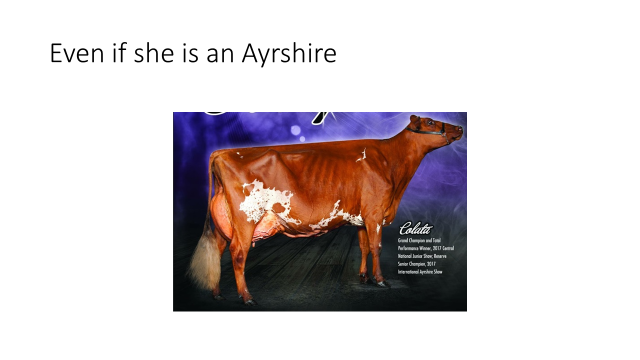 Even if she is an Ayrshire
Colata
Grand Champion and Total
Performance Winner, 2017 Central
National Junior Show, Reserve
Senior Champion, 2017
International Ayrshire Show